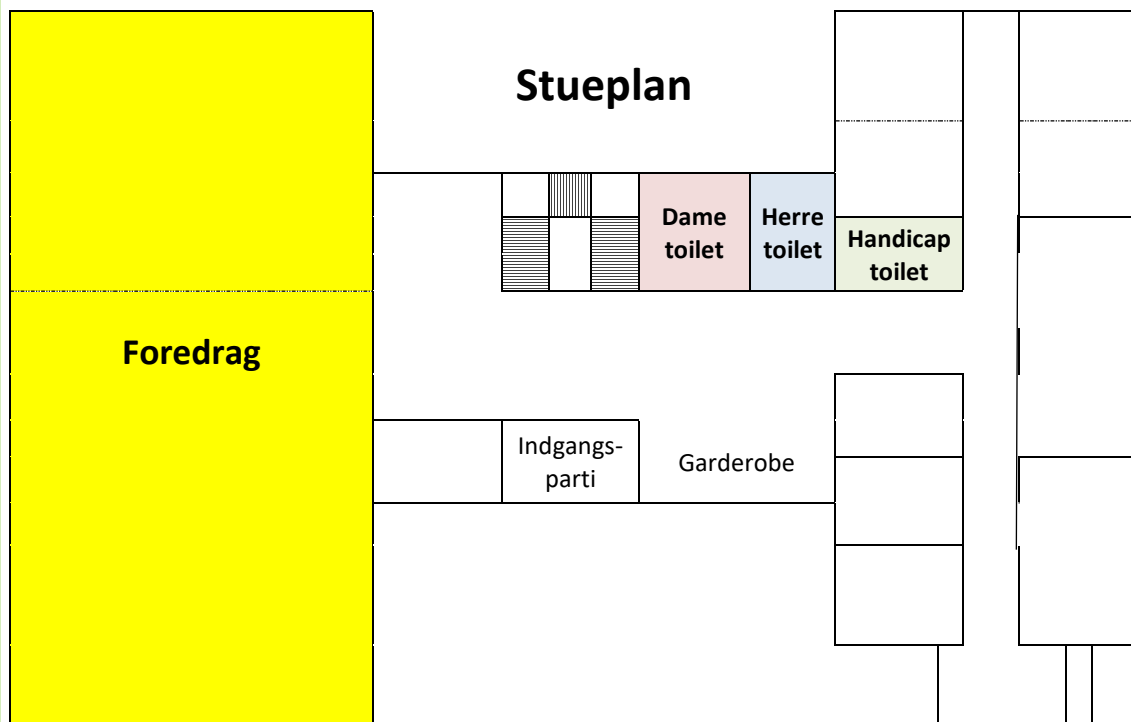 Stueplan
Dame
toilet
Herre
toilet
Handicap
toilet
Foredrag
Indgangs-
parti
Garderobe